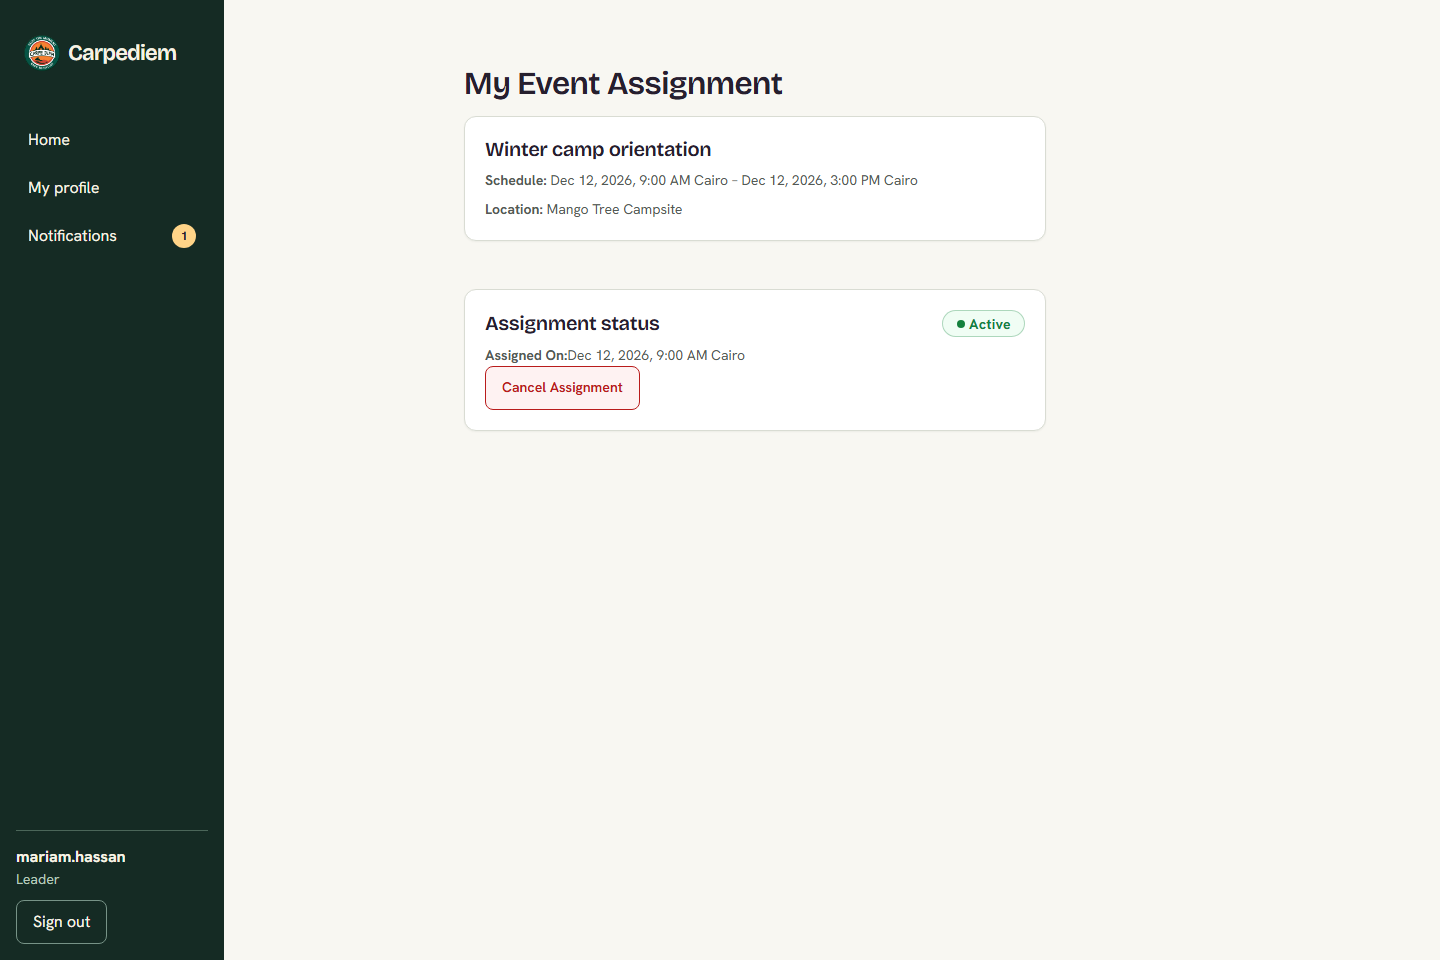 Carpediem
Home
My profile
Notifications 1
mariam.hassan
Leader
Sign out
My Event Assignment
Winter camp orientation
Schedule: Dec 12, 2026, 9:00 AM Cairo – Dec 12, 2026, 3:00 PM Cairo
Location: Mango Tree Campsite
Assignment status
Active
Assigned On:Dec 12, 2026, 9:00 AM Cairo
Cancel Assignment